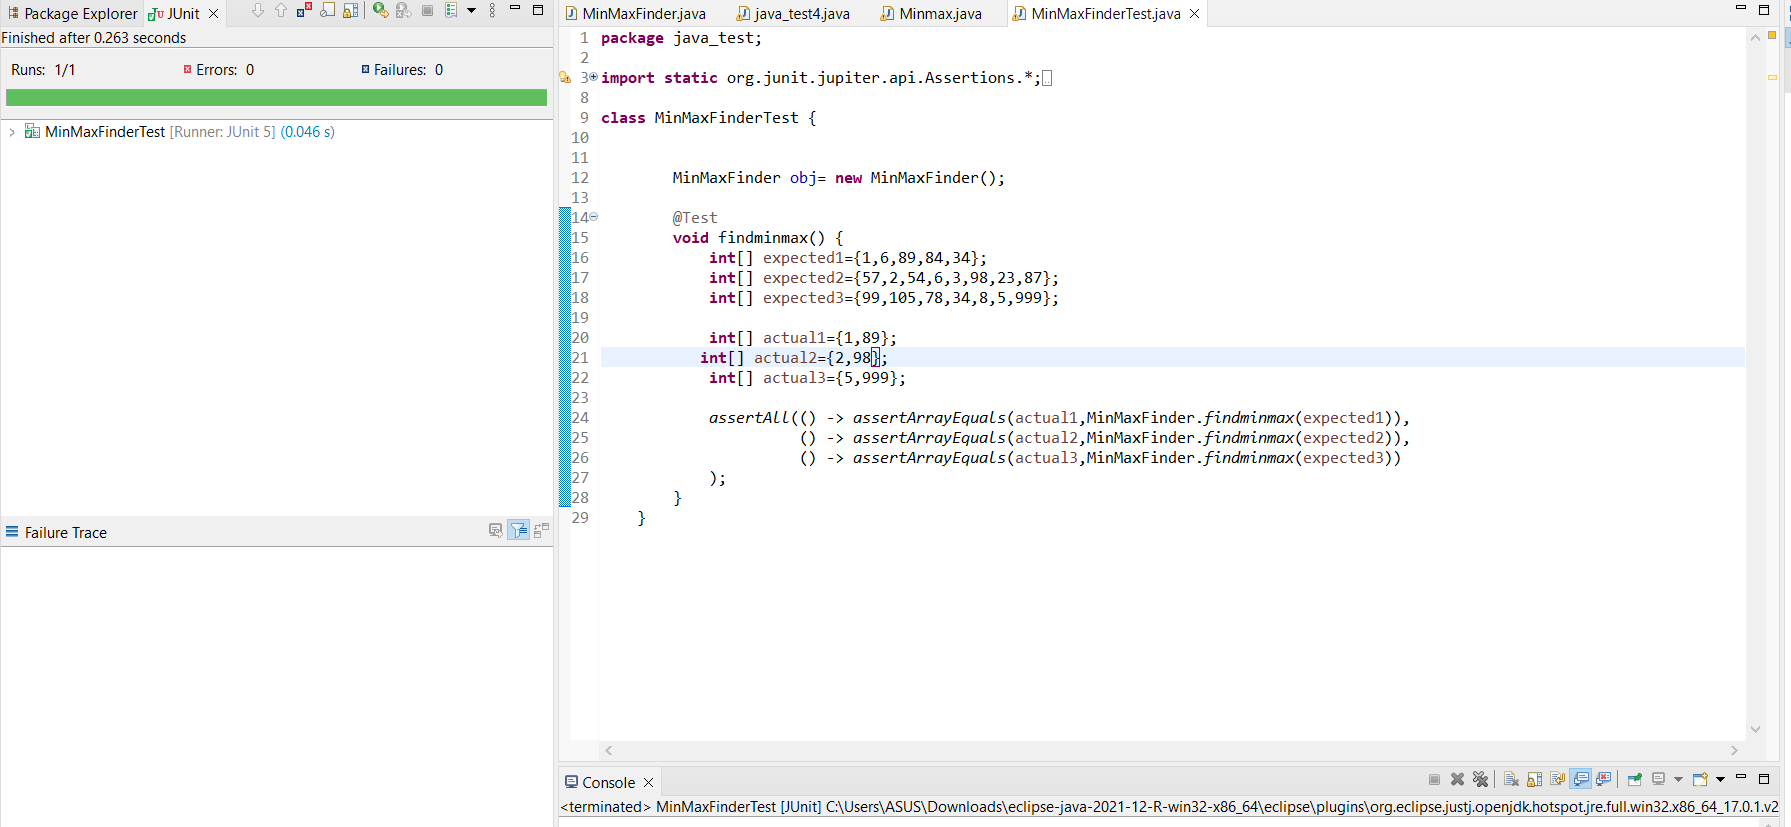 Package Explorer
JUnit
Finished after 0.263 seconds
Runs: 1/1
Errors: 0
Failures: 0
MinMaxFinderTest [Runner: JUnit 5] (0.046 s)
Failure Trace
MinMaxFinder.java
java_test4.java
Minmax.java
MinMaxFinderTest.java
1 package java_test;
2
3 import static org.junit.jupiter.api.Assertions.*;
8
9 class MinMaxFinderTest {
10
11
12 MinMaxFinder obj= new MinMaxFinder();
13
14 @Test
15 void findminmax() {
16 int[] expected1={1,6,89,84,34};
17 int[] expected2={57,2,54,6,3,98,23,87};
18 int[] expected3={99,105,78,34,8,5,999};
19
20 int[] actual1={1,89};
21 int[] actual2={2,98};
22 int[] actual3={5,999};
23
24 assertAll(() -> assertArrayEquals(actual1,MinMaxFinder.findminmax(expected1)),
25 () -> assertArrayEquals(actual2,MinMaxFinder.findminmax(expected2)),
26 () -> assertArrayEquals(actual3,MinMaxFinder.findminmax(expected3))
27 );
28 }
29 }
Console
<terminated> MinMaxFinderTest [JUnit] C:\Users\ASUS\Downloads\eclipse-java-2021-12-R-win32-x86_64\eclipse\plugins\org.eclipse.justj.openjdk.hotspot.jre.full.win32.x86_64_17.0.1.v2